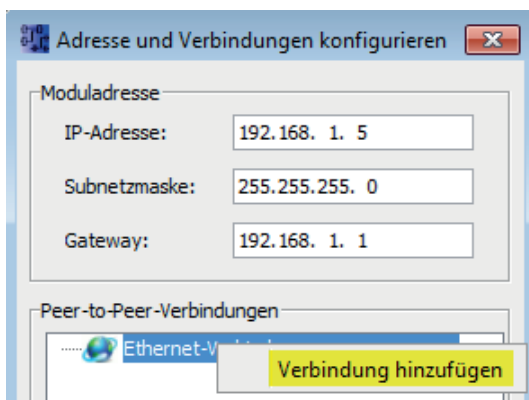 Adresse und Verbindungen konfigurieren
Moduladresse
IP-Adresse: 192.168. 1. 5
Subnetzmaske: 255.255.255. 0
Gateway: 192.168. 1. 1
Peer-to-Peer-Verbindungen
Verbindung hinzufügen